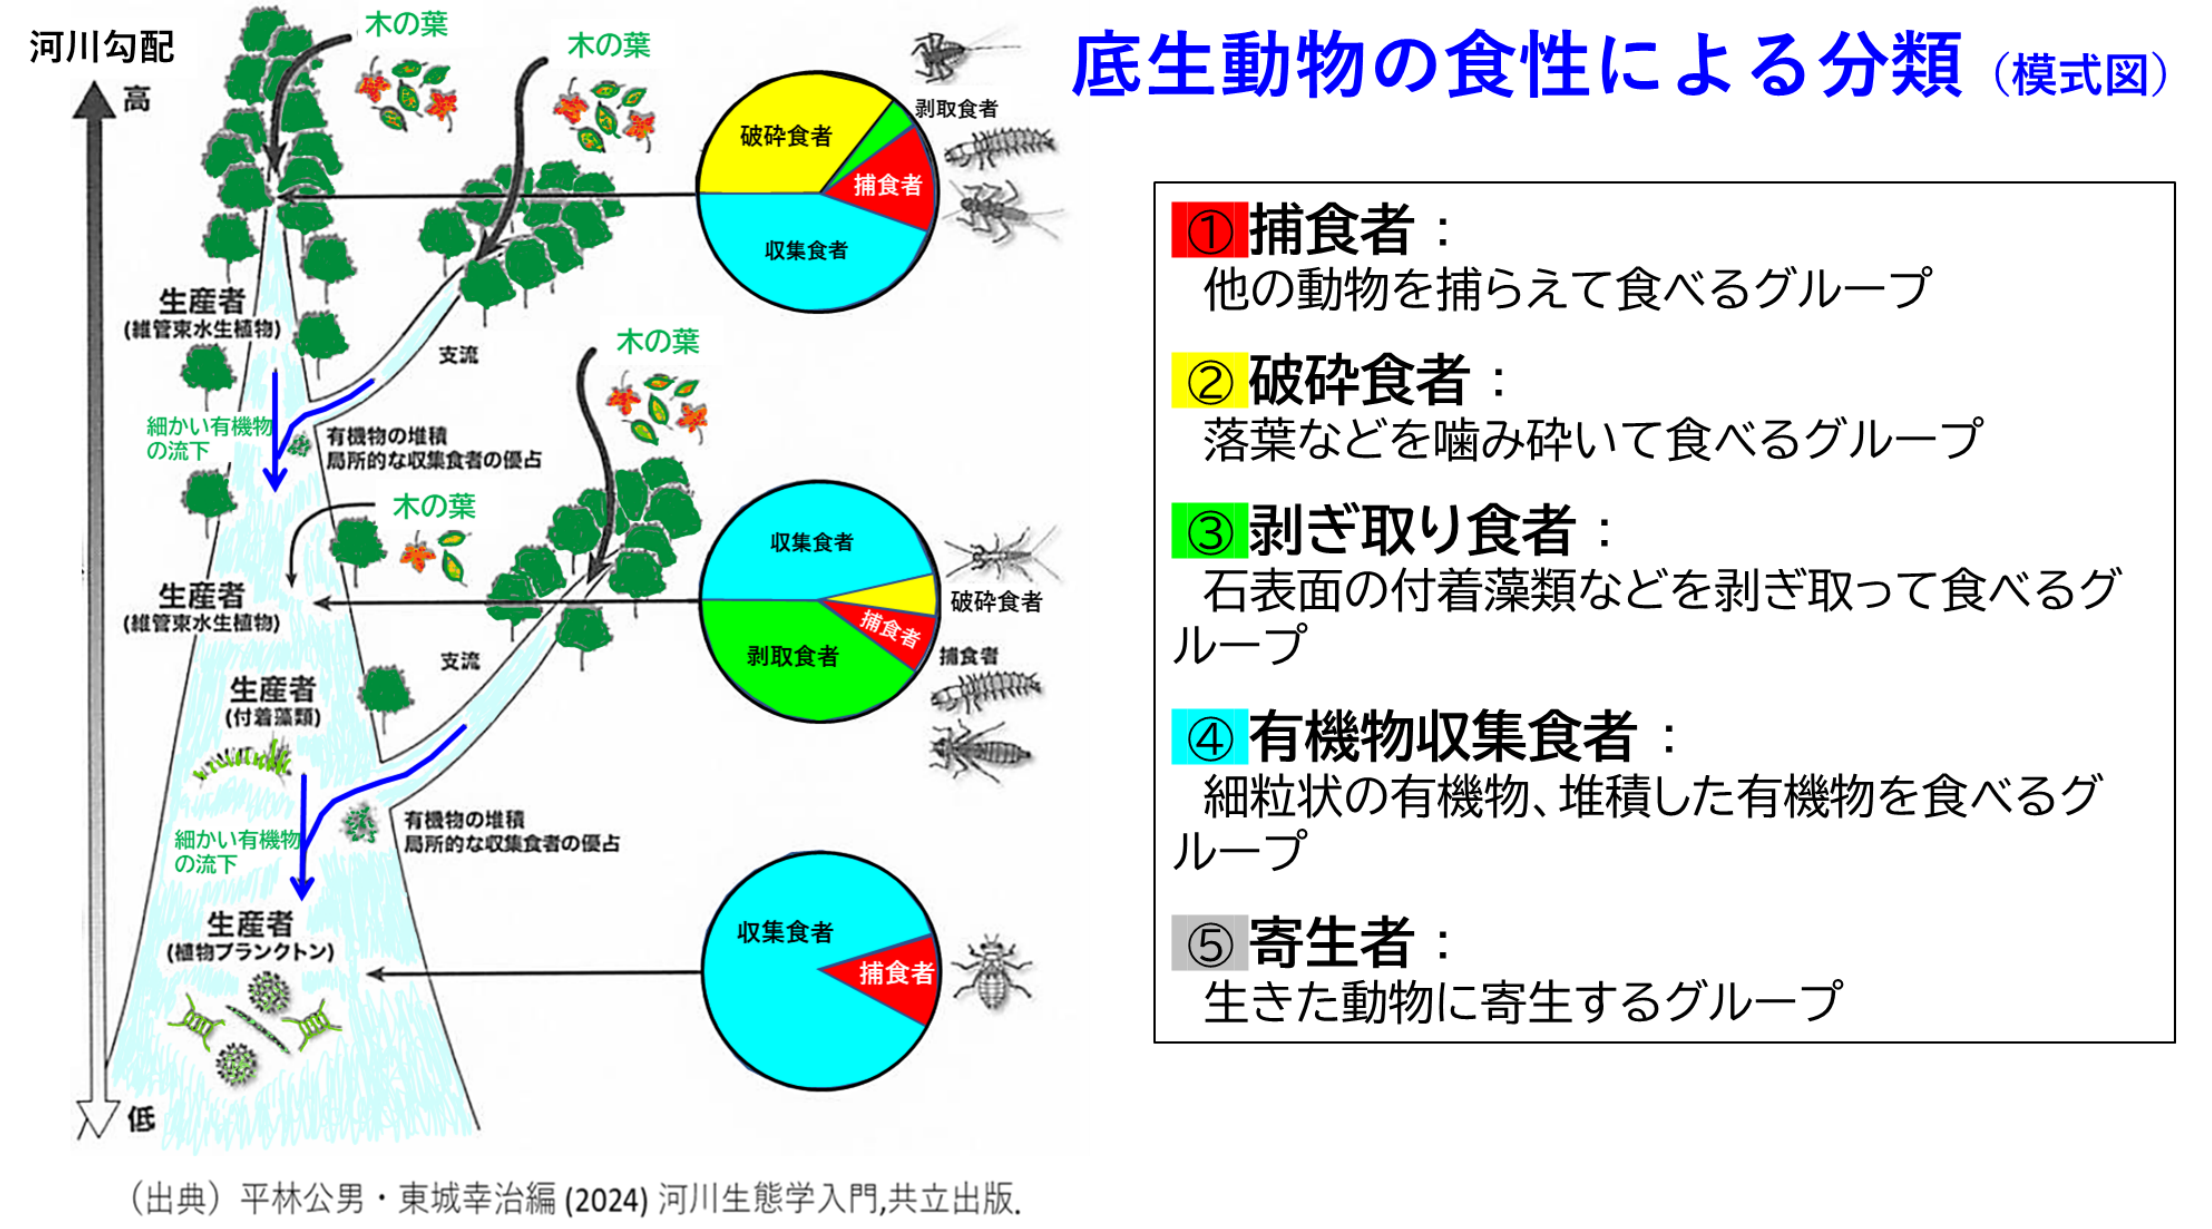 底生動物の食性による分類（模式図）
河川勾配
高
木の葉
木の葉
破砕食者
剥取食者
捕食者
収集食者
生産者
(維管束水生植物)
支流
木の葉
細かい有機物
の流下
有機物の堆積
局所的な収集食者の優占
木の葉
収集食者
破砕食者
捕食者
剥取食者
捕食者
生産者
(維管束水生植物)
支流
生産者
(付着藻類)
細かい有機物
の流下
有機物の堆積
局所的な収集食者の優占
生産者
(植物プランクトン)
収集食者
捕食者
低
（出典）平林公男・東城幸治編 (2024) 河川生態学入門,共立出版.
①捕食者：
他の動物を捕らえて食べるグループ
②破砕食者：
落葉などを噛み砕いて食べるグループ
③剥ぎ取り食者：
石表面の付着藻類などを剥ぎ取って食べるグ
ループ
④有機物収集食者：
細粒状の有機物、堆積した有機物を食べるグ
ループ
⑤寄生者：
生きた動物に寄生するグループ